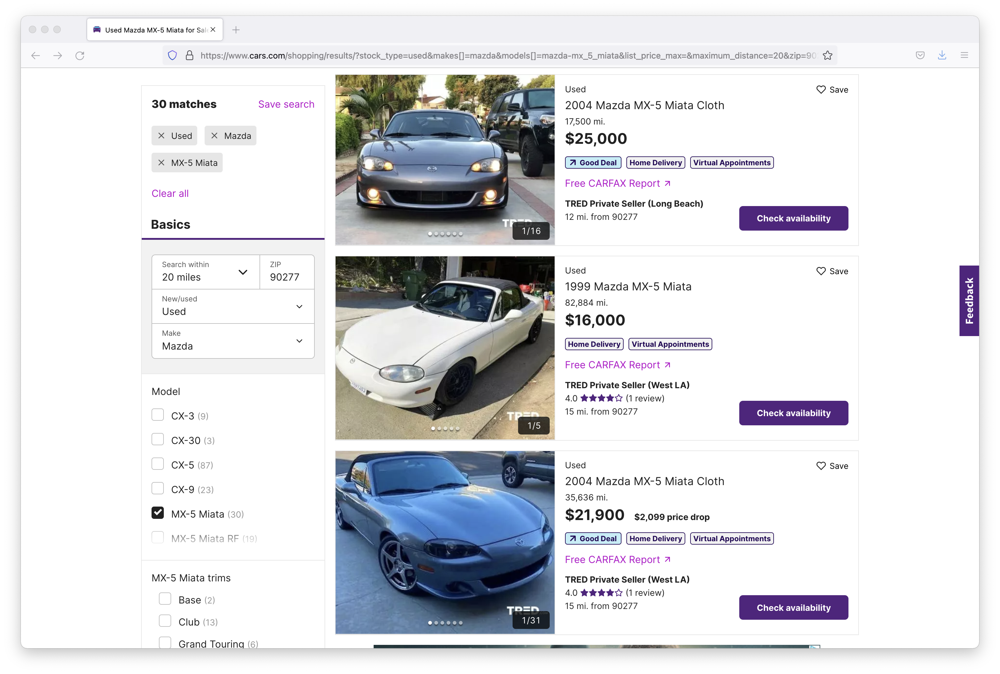 Used Mazda MX-5 Miata for Sale
https://www.cars.com/shopping/results/?stock_type=used&makes[]=mazda&models[]=mazda-mx_5_miata&list_price_max=&maximum_distance=20&zip=90
30 matches
Save search
Used
Mazda
MX-5 Miata
Clear all
Basics
Search within
20 miles
ZIP
90277
New/used
Used
Make
Mazda
Model
CX-3 (9)
CX-30 (3)
CX-5 (87)
CX-9 (23)
MX-5 Miata (30)
MX-5 Miata RF (19)
MX-5 Miata trims
Base (2)
Club (13)
Grand Touring (6)
TRED
1/16
Used
Save
2004 Mazda MX-5 Miata Cloth
17,500 mi.
$25,000
Good Deal
Home Delivery
Virtual Appointments
Free CARFAX Report
TRED Private Seller (Long Beach)
12 mi. from 90277
Check availability
TRED
1/5
Used
Save
1999 Mazda MX-5 Miata
82,884 mi.
$16,000
Home Delivery
Virtual Appointments
Free CARFAX Report
TRED Private Seller (West LA)
4.0 (1 review)
15 mi. from 90277
Check availability
TRED
1/31
Used
Save
2004 Mazda MX-5 Miata Cloth
35,636 mi.
$21,900 $2,099 price drop
Good Deal
Home Delivery
Virtual Appointments
Free CARFAX Report
TRED Private Seller (West LA)
4.0 (1 review)
15 mi. from 90277
Check availability
Feedback